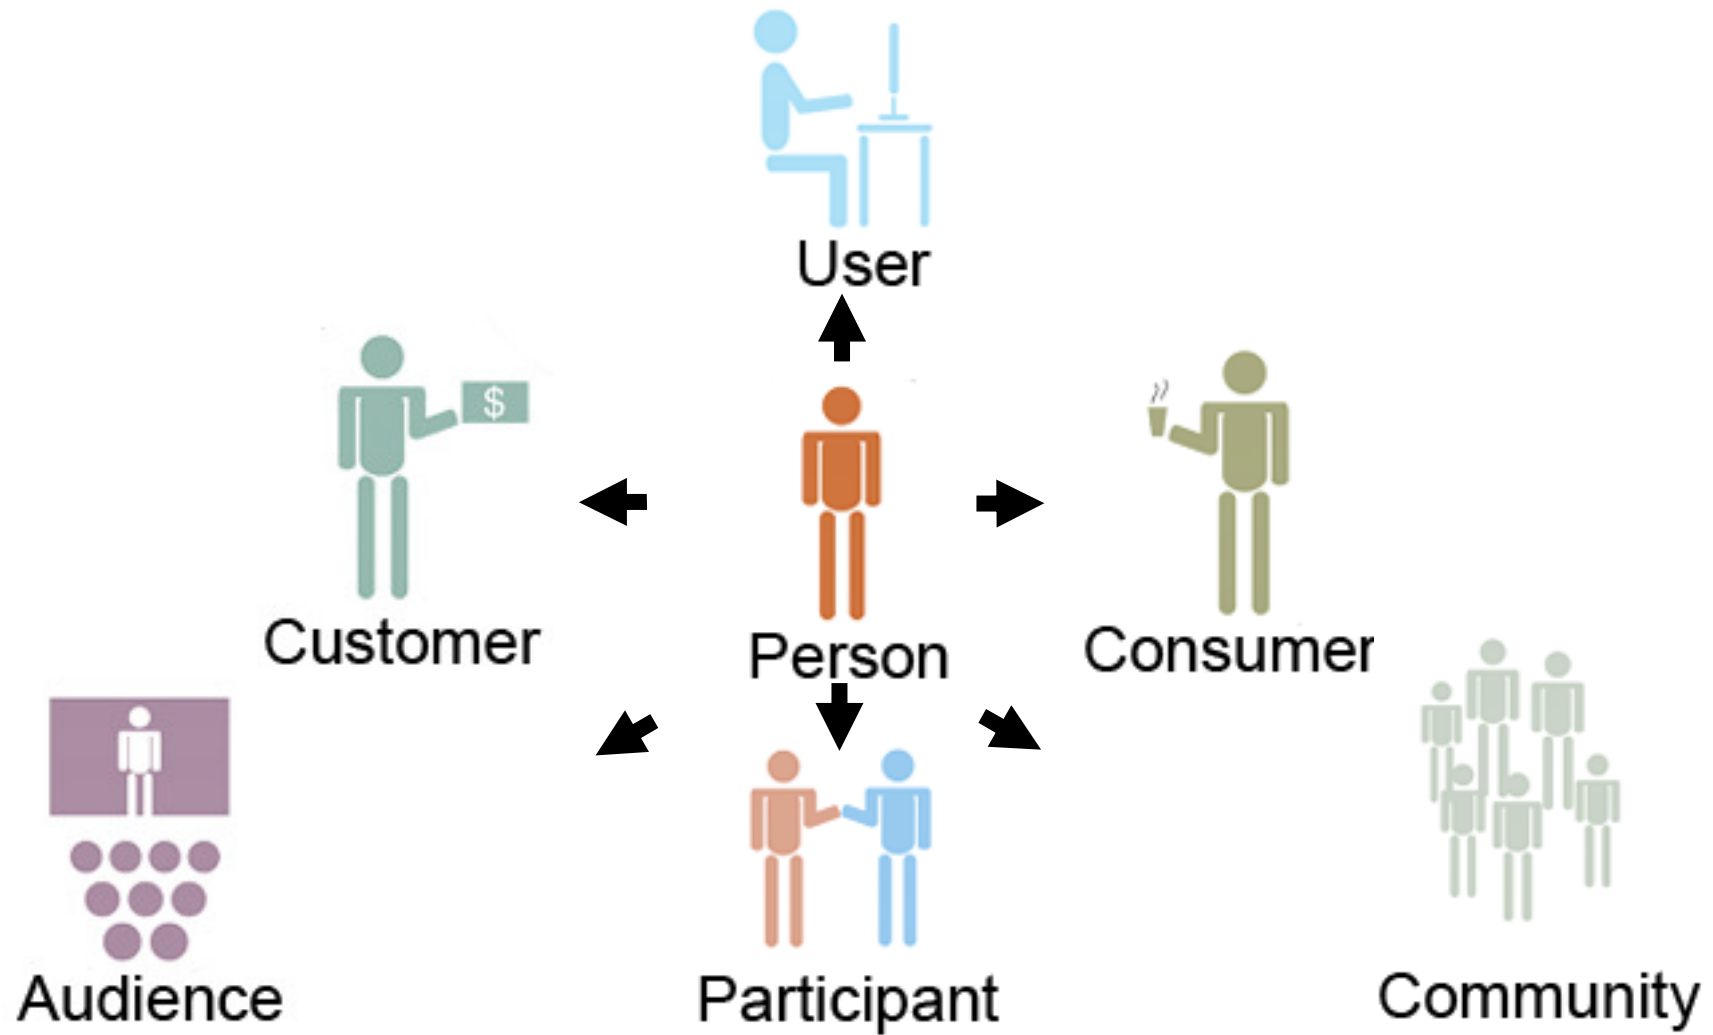 User
$
Customer
Person
Consumer
Audience
Participant
Community